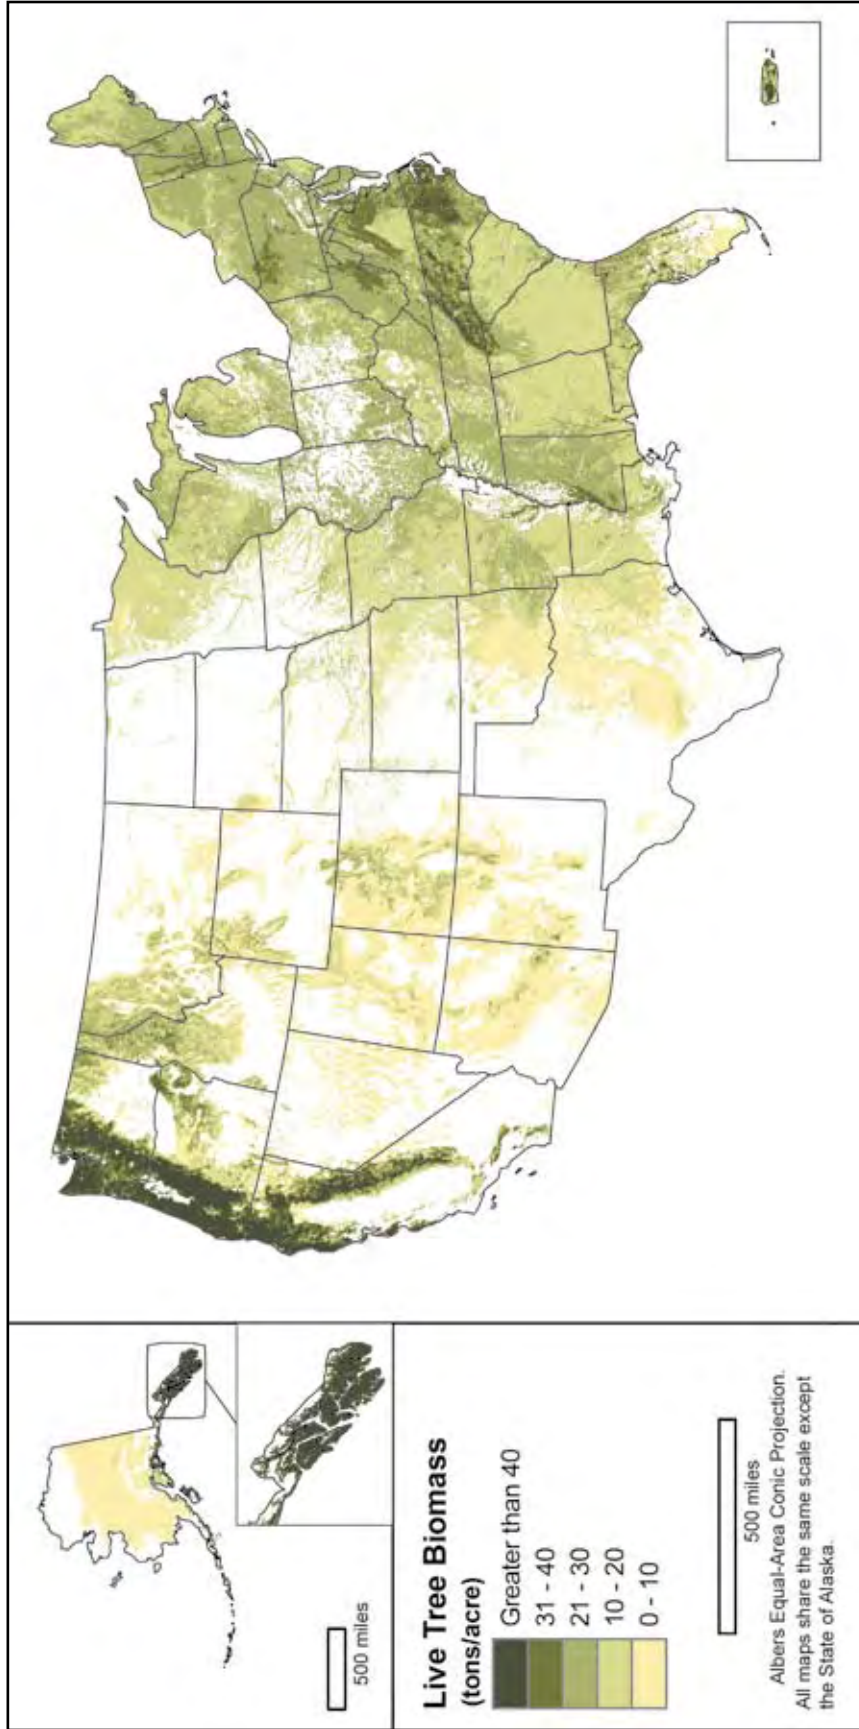 500 miles
Live Tree Biomass
(tons/acre)
Greater than 40
31 - 40
21 - 30
10 - 20
0 - 10
500 miles
Albers Equal-Area Conic Projection.
All maps share the same scale except
the State of Alaska.